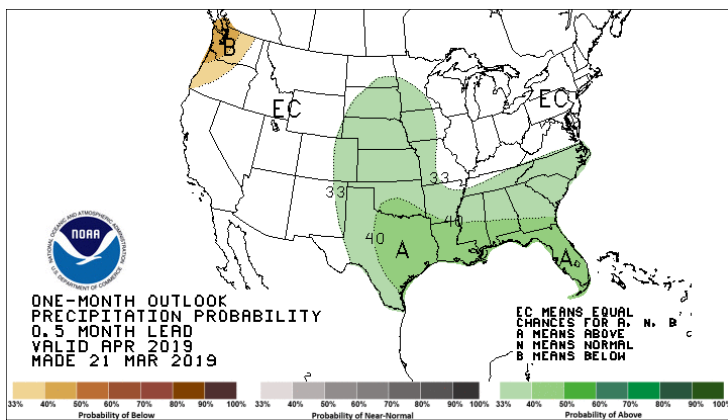 B
EC
EC
33
33
40
40
A
A
NATIONAL OCEANIC AND ATMOSPHERIC ADMINISTRATION
NOAA
U.S. DEPARTMENT OF COMMERCE
ONE-MONTH OUTLOOK
PRECIPITATION PROBABILITY
0.5 MONTH LEAD
VALID APR 2019
MADE 21 MAR 2019
EC MEANS EQUAL
CHANCES FOR A, N, B
A MEANS ABOVE
N MEANS NORMAL
B MEANS BELOW
33% 40% 50% 60% 70% 80% 90% 100%
Probability of Below
33% 40% 50% 60% 70% 80% 90% 100%
Probability of Near-Normal
33% 40% 50% 60% 70% 80% 90% 100%
Probability of Above